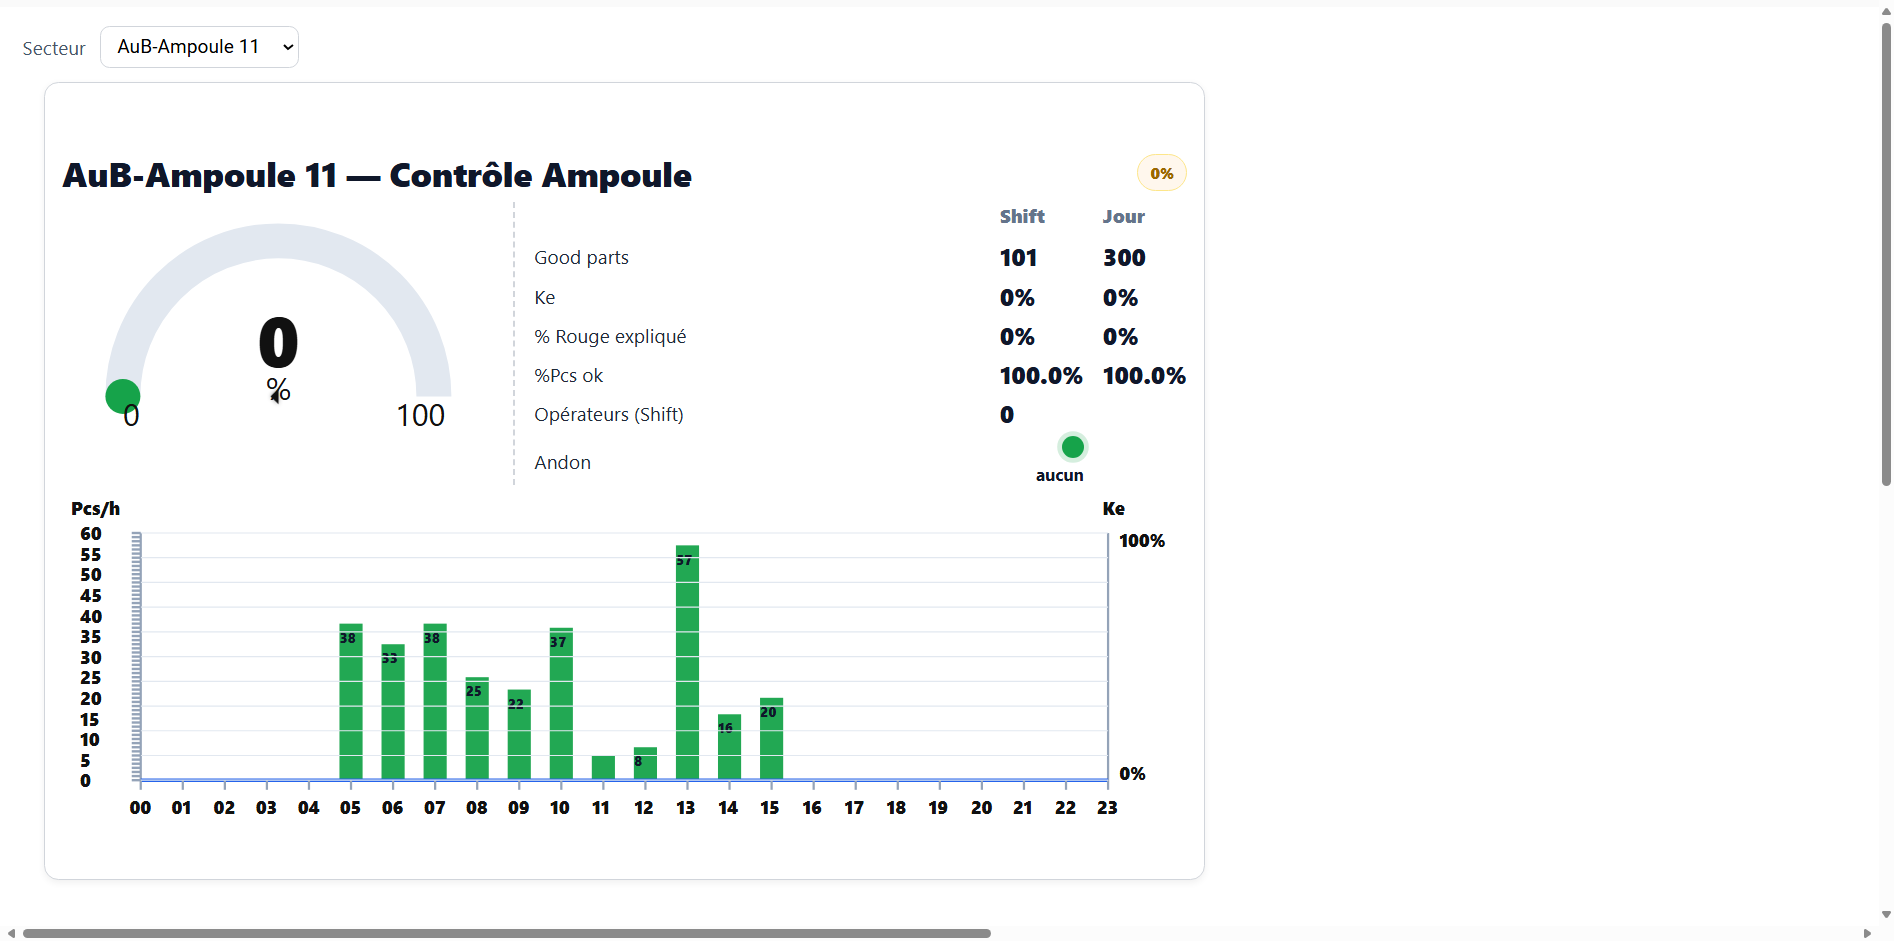 Secteur AuB-Ampoule 11
AuB-Ampoule 11 — Contrôle Ampoule 0%
Shift Jour
Good parts 101 300
Ke 0% 0%
% Rouge expliqué 0% 0%
%Pcs ok 100.0% 100.0%
Opérateurs (Shift) 0
Andon
aucun
0
%
0 100
Pcs/h Ke
60
55
50
45
40
35
30
25
20
15
10
5
0
100%
0%
38 33 38 25 22 37 8 57 16 20
00 01 02 03 04 05 06 07 08 09 10 11 12 13 14 15 16 17 18 19 20 21 22 23